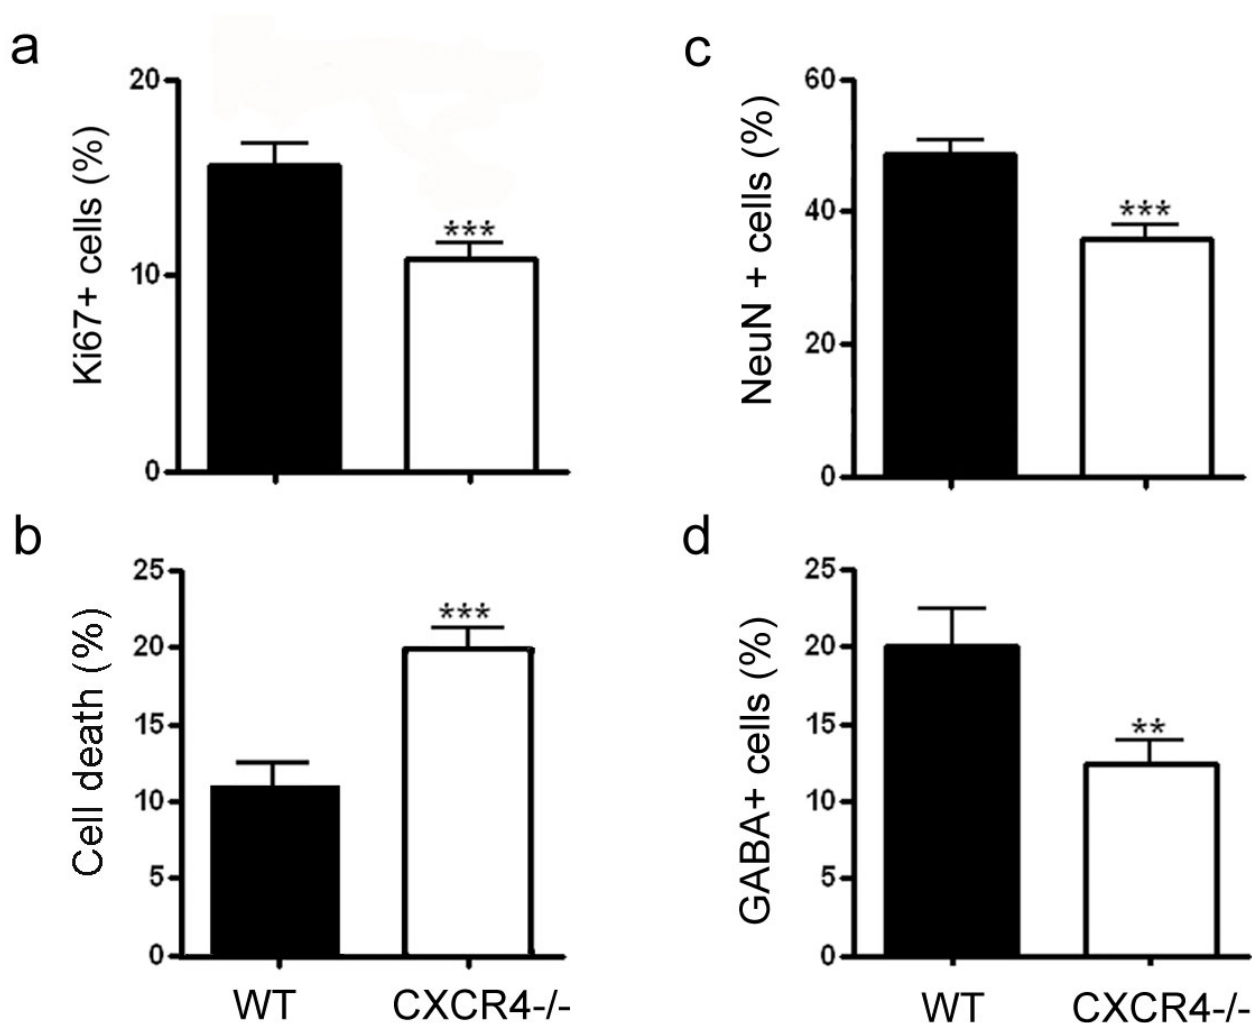 a
Ki67+ cells (%)
20
10
0
***
c
NeuN + cells (%)
60
40
20
0
***
b
Cell death (%)
25
20
15
10
5
0
***
WT
CXCR4-/-
d
GABA+ cells (%)
25
20
15
10
5
0
**
WT
CXCR4-/-